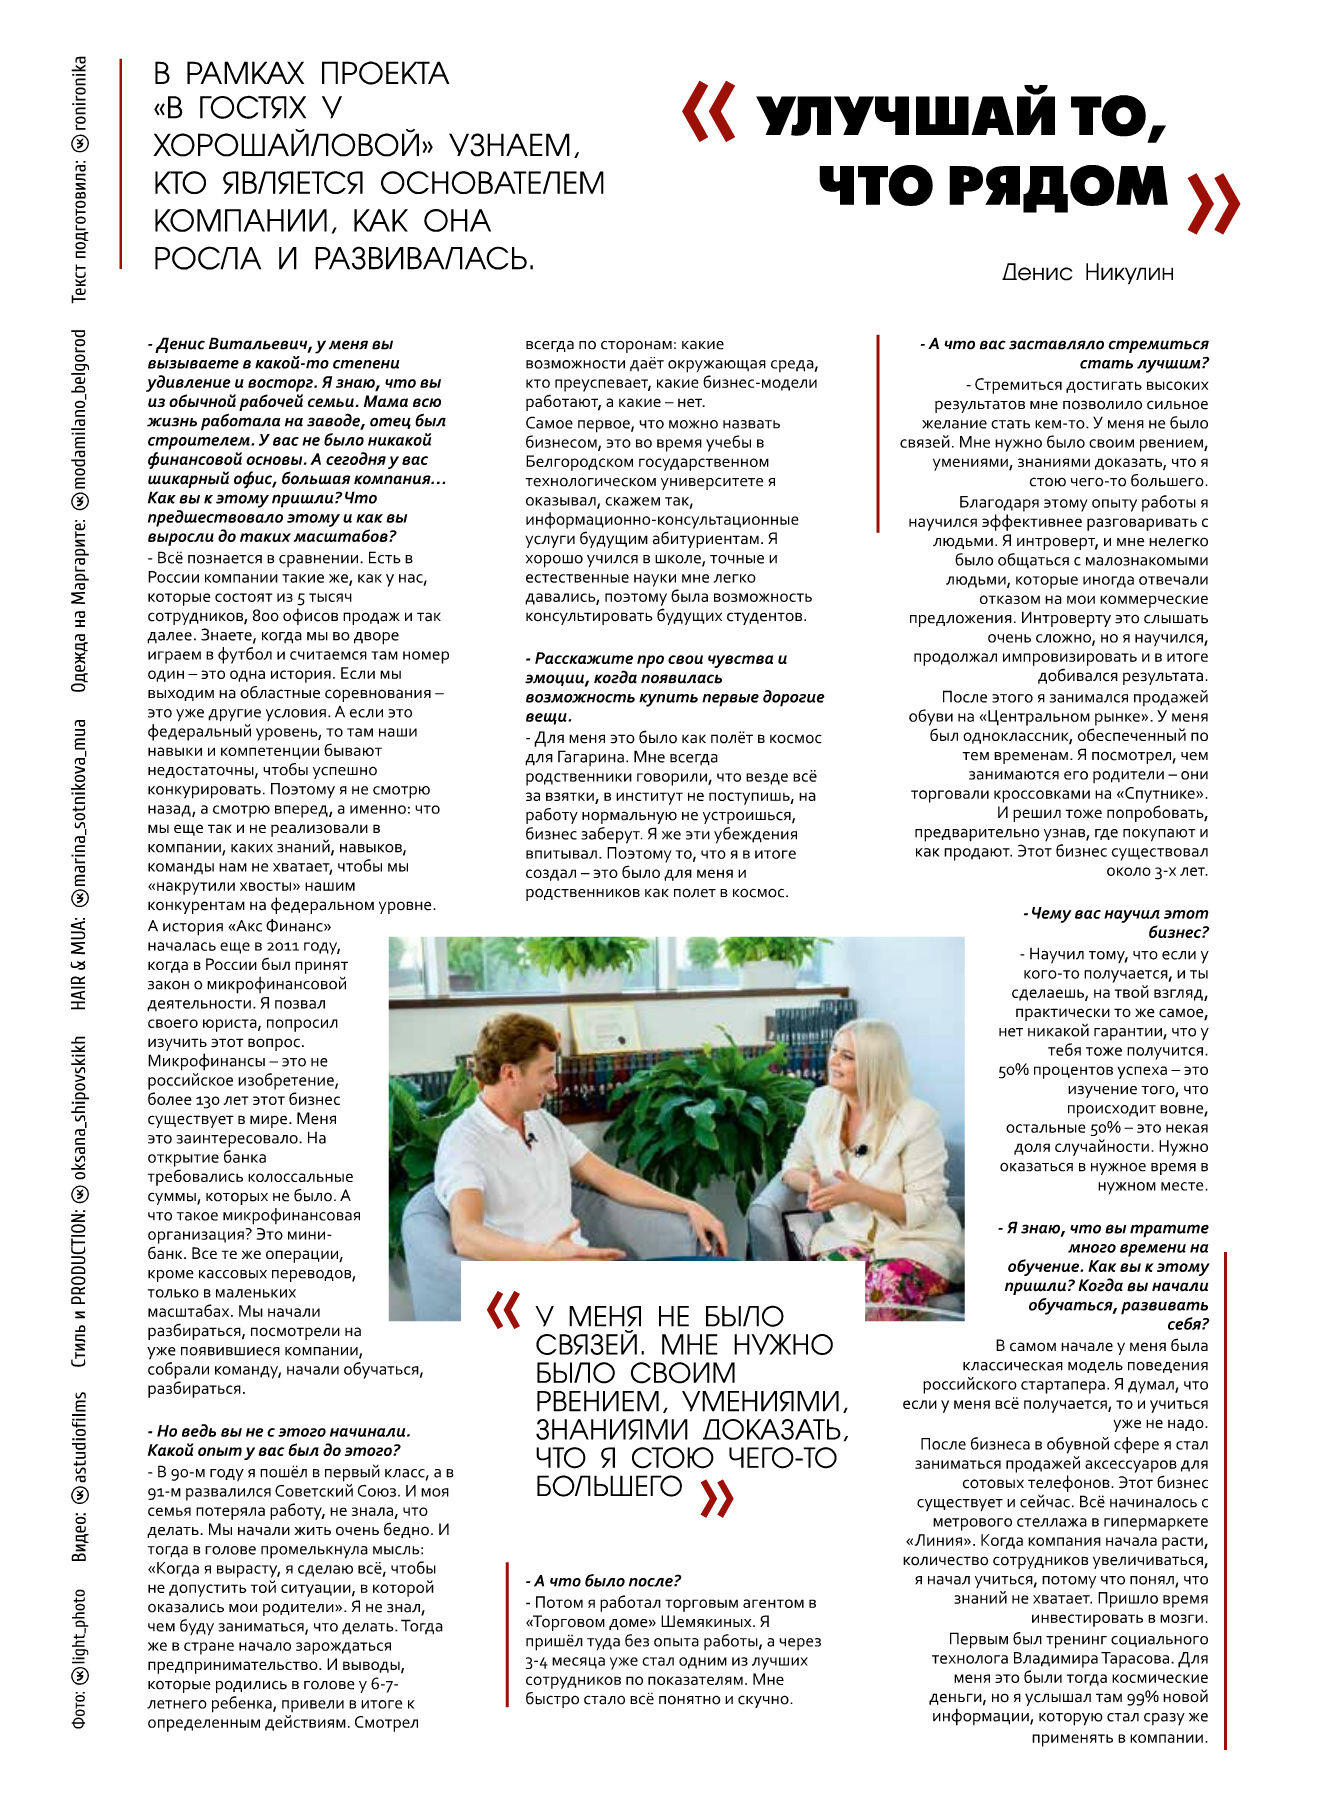 В РАМКАХ ПРОЕКТА
«В ГОСТЯХ У
ХОРОШАЙЛОВОЙ» УЗНАЕМ,
КТО ЯВЛЯЕТСЯ ОСНОВАТЕЛЕМ
КОМПАНИИ, КАК ОНА
РОСЛА И РАЗВИВАЛАСЬ.
« УЛУЧШАЙ ТО,
ЧТО РЯДОМ »
Денис Никулин
- Денис Витальевич, у меня вы
вызываете в какой-то степени
удивление и восторг. Я знаю, что вы
из обычной рабочей семьи. Мама всю
жизнь работала на заводе, отец был
строителем. У вас не было никакой
финансовой основы. А сегодня у вас
шикарный офис, большая компания...
Как вы к этому пришли? Что
предшествовало этому и как вы
выросли до таких масштабов?
- Всё познается в сравнении. Есть в
России компании такие же, как у нас,
которые состоят из 5 тысяч
сотрудников, 800 офисов продаж и так
далее. Знаете, когда мы во дворе
играем в футбол и считаемся там номер
один – это одна история. Если мы
выходим на областные соревнования –
это уже другие условия. А если это
федеральный уровень, то там наши
навыки и компетенции бывают
недостаточны, чтобы успешно
конкурировать. Поэтому я не смотрю
назад, а смотрю вперед, а именно: что
мы еще так и не реализовали в
компании, каких знаний, навыков,
команды нам не хватает, чтобы мы
«накрутили хвосты» нашим
конкурентам на федеральном уровне.
А история «Акс Финанс»
началась еще в 2011 году,
когда в России был принят
закон о микрофинансовой
деятельности. Я позвал
своего юриста, попросил
изучить этот вопрос.
Микрофинансы – это не
российское изобретение,
более 130 лет этот бизнес
существует в мире. Меня
это заинтересовало. На
открытие банка
требовались колоссальные
суммы, которых не было. А
что такое микрофинансовая
организация? Это мини-
банк. Все те же операции,
кроме кассовых переводов,
только в маленьких
масштабах. Мы начали
разбираться, посмотрели на
уже появившиеся компании,
собрали команду, начали обучаться,
разбираться.
- Но ведь вы не с этого начинали.
Какой опыт у вас был до этого?
- В 90-м году я пошёл в первый класс, а в
91-м развалился Советский Союз. И моя
семья потеряла работу, не знала, что
делать. Мы начали жить очень бедно. И
тогда в голове промелькнула мысль:
«Когда я вырасту, я сделаю всё, чтобы
не допустить той ситуации, в которой
оказались мои родители». Я не знал,
чем буду заниматься, что делать. Тогда
же в стране начало зарождаться
предпринимательство. И выводы,
которые родились в голове у 6-7-
летнего ребенка, привели в итоге к
определенным действиям. Смотрел
всегда по сторонам: какие
возможности даёт окружающая среда,
кто преуспевает, какие бизнес-модели
работают, а какие – нет.
Самое первое, что можно назвать
бизнесом, это во время учебы в
Белгородском государственном
технологическом университете я
оказывал, скажем так,
информационно-консультационные
услуги будущим абитуриентам. Я
хорошо учился в школе, точные и
естественные науки мне легко
давались, поэтому была возможность
консультировать будущих студентов.
- Расскажите про свои чувства и
эмоции, когда появилась
возможность купить первые дорогие
вещи.
- Для меня это было как полёт в космос
для Гагарина. Мне всегда
родственники говорили, что везде всё
за взятки, в институт не поступишь, на
работу нормальную не устроишься,
бизнес заберут. Я же эти убеждения
впитывал. Поэтому то, что я в итоге
создал – это было для меня и
родственников как полет в космос.
« У МЕНЯ НЕ БЫЛО
СВЯЗЕЙ. МНЕ НУЖНО
БЫЛО СВОИМ
РВЕНИЕМ, УМЕНИЯМИ,
ЗНАНИЯМИ ДОКАЗАТЬ,
ЧТО Я СТОЮ ЧЕГО-ТО
БОЛЬШЕГО »
- А что было после?
- Потом я работал торговым агентом в
«Торговом доме» Шемякиных. Я
пришёл туда без опыта работы, а через
3-4 месяца уже стал одним из лучших
сотрудников по показателям. Мне
быстро стало всё понятно и скучно.
- А что вас заставляло стремиться
стать лучшим?
- Стремиться достигать высоких
результатов мне позволило сильное
желание стать кем-то. У меня не было
связей. Мне нужно было своим рвением,
умениями, знаниями доказать, что я
стою чего-то большего.
Благодаря этому опыту работы я
научился эффективнее разговаривать с
людьми. Я интроверт, и мне нелегко
было общаться с малознакомыми
людьми, которые иногда отвечали
отказом на мои коммерческие
предложения. Интроверту это слышать
очень сложно, но я научился,
продолжал импровизировать и в итоге
добивался результата.
После этого я занимался продажей
обуви на «Центральном рынке». У меня
был одноклассник, обеспеченный по
тем временам. Я посмотрел, чем
занимаются его родители – они
торговали кроссовками на «Спутнике».
И решил тоже попробовать,
предварительно узнав, где покупают и
как продают. Этот бизнес существовал
около 3-х лет.
- Чему вас научил этот
бизнес?
- Научил тому, что если у
кого-то получается, и ты
сделаешь, на твой взгляд,
практически то же самое,
нет никакой гарантии, что у
тебя тоже получится.
50% процентов успеха – это
изучение того, что
происходит вовне,
остальные 50% – это некая
доля случайности. Нужно
оказаться в нужное время в
нужном месте.
- Я знаю, что вы тратите
много времени на
обучение. Как вы к этому
пришли? Когда вы начали
обучаться, развивать
себя?
В самом начале у меня была
классическая модель поведения
российского стартапера. Я думал, что
если у меня всё получается, то и учиться
уже не надо.
После бизнеса в обувной сфере я стал
заниматься продажей аксессуаров для
сотовых телефонов. Этот бизнес
существует и сейчас. Всё начиналось с
метрового стеллажа в гипермаркете
«Линия». Когда компания начала расти,
количество сотрудников увеличиваться,
я начал учиться, потому что понял, что
знаний не хватает. Пришло время
инвестировать в мозги.
Первым был тренинг социального
технолога Владимира Тарасова. Для
меня это были тогда космические
деньги, но я услышал там 99% новой
информации, которую стал сразу же
применять в компании.
Фото: light_photo Видео: astudiofilms Стиль и PRODUCTION: oksana_shipovskikh HAIR & MUA: marina_sotnikova_mua Одежда на Маргарите: modamilano_belgorod Текст подготовила: ronironika